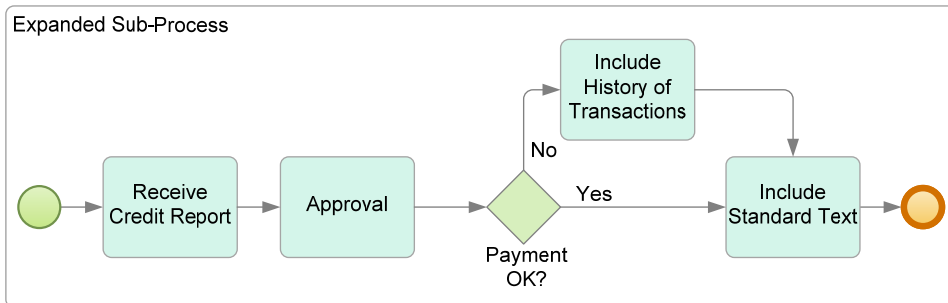 Expanded Sub-Process
Include
History of
Transactions
No
Receive
Credit Report
Approval
Yes
Include
Standard Text
Payment
OK?